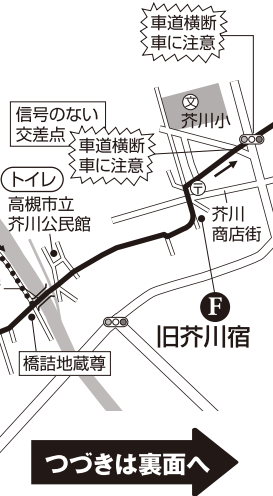 車道横断
車に注意
文
芥川小
信号のない
交差点
車道横断
車に注意
トイレ
高槻市立
芥川公民館
〒
芥川
商店街
F
旧芥川宿
橋詰地蔵尊
つづきは裏面へ